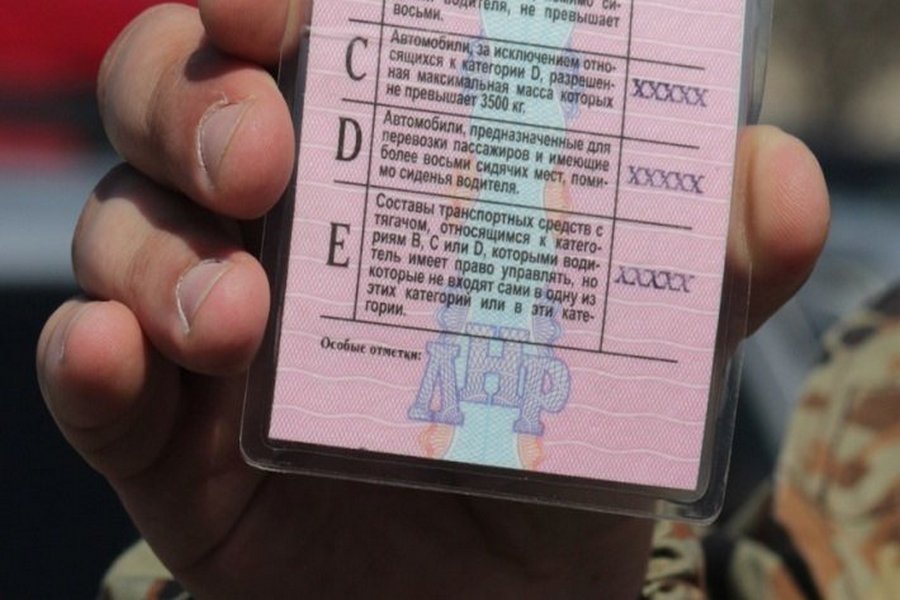 водителя, не превышает
восьми.
C
Автомобили, за исключением отно-
сящихся к категории D, разрешен-
ная максимальная масса которых
не превышает 3500 кг.
XXXXX
D
Автомобили, предназначенные для
перевозки пассажиров и имеющие
более восьми сидячих мест, поми-
мо сиденья водителя.
XXXXX
E
Составы транспортных средств с
тягачом, относящимся к катего-
риям B, C или D, которыми води-
тель имеет право управлять, но
которые не входят сами в одну из
этих категорий или в эти кате-
гории.
XXXXX
Особые отметки:
ЛНР